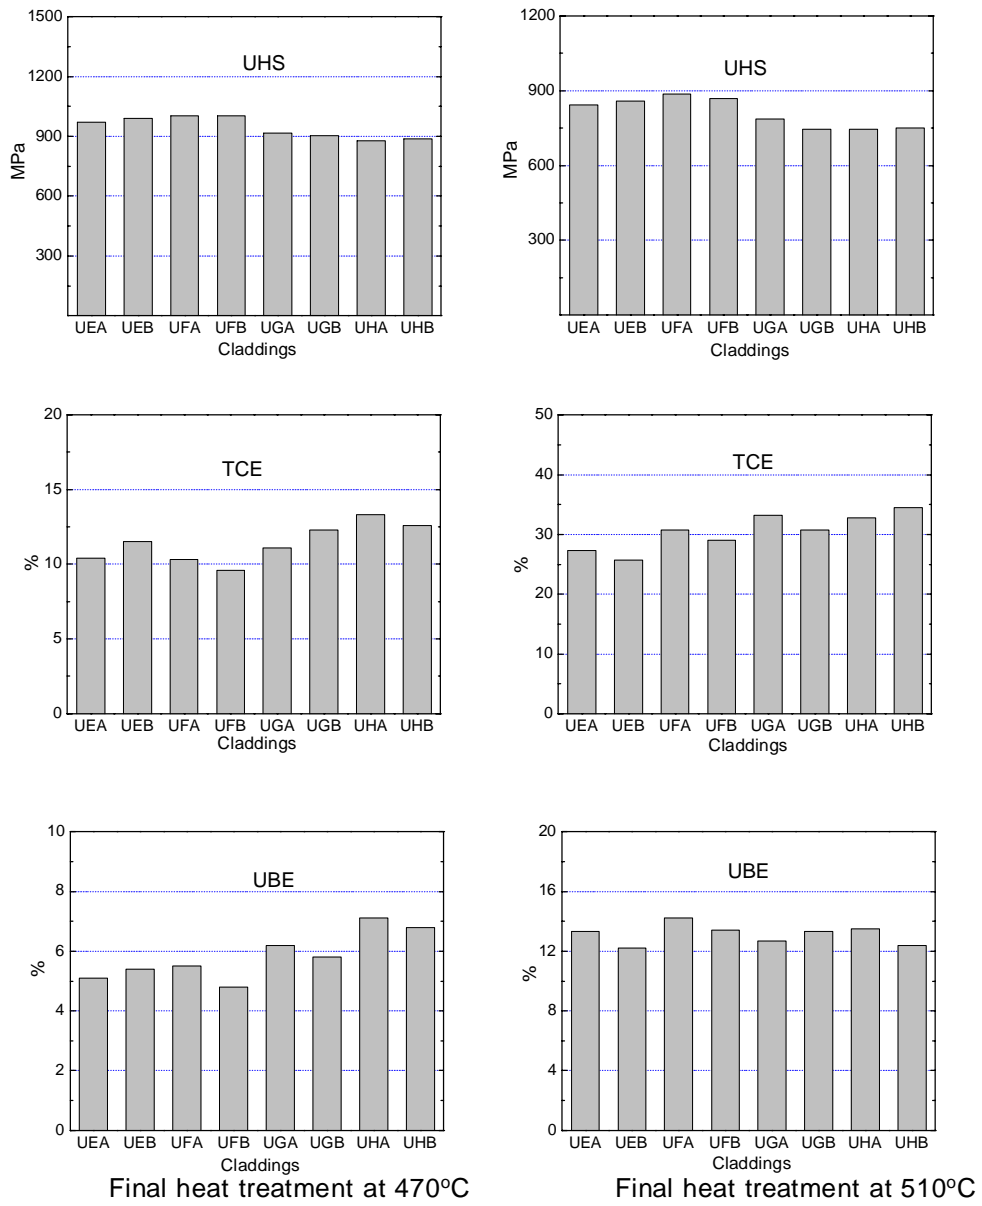 1500
1200
900
600
300
MPa
UHS
UEA UEB UFA UFB UGA UGB UHA UHB
Claddings
1200
900
600
300
MPa
UHS
UEA UEB UFA UFB UGA UGB UHA UHB
Claddings
20
15
10
5
0
%
TCE
UEA UEB UFA UFB UGA UGB UHA UHB
Claddings
50
40
30
20
10
0
%
TCE
UEA UEB UFA UFB UGA UGB UHA UHB
Claddings
10
8
6
4
2
0
%
UBE
UEA UEB UFA UFB UGA UGB UHA UHB
Claddings
20
16
12
8
4
0
%
UBE
UEA UEB UFA UFB UGA UGB UHA UHB
Claddings
Final heat treatment at 470°C
Final heat treatment at 510°C